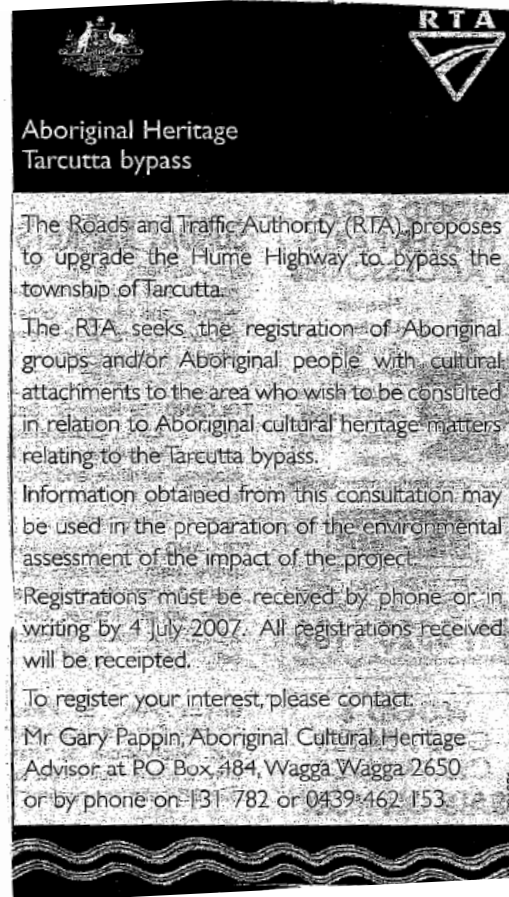 RTA
Aboriginal Heritage
Tarcutta bypass
The Roads and Traffic Authority (RTA) proposes
to upgrade the Hume Highway to bypass the
township of Tarcutta.
The RTA seeks the registration of Aboriginal
groups and/or Aboriginal people with cultural
attachments to the area who wish to be consulted
in relation to Aboriginal cultural heritage matters
relating to the Tarcutta bypass.
Information obtained from this consultation may
be used in the preparation of the environmental
assessment of the impact of the project.
Registrations must be received by phone or in
writing by 4 July 2007. All registrations received
will be receipted.
To register your interest, please contact:
Mr Gary Pappin, Aboriginal Cultural Heritage
Advisor at PO Box 484, Wagga Wagga 2650
or by phone on 131 782 or 0439 462 153.